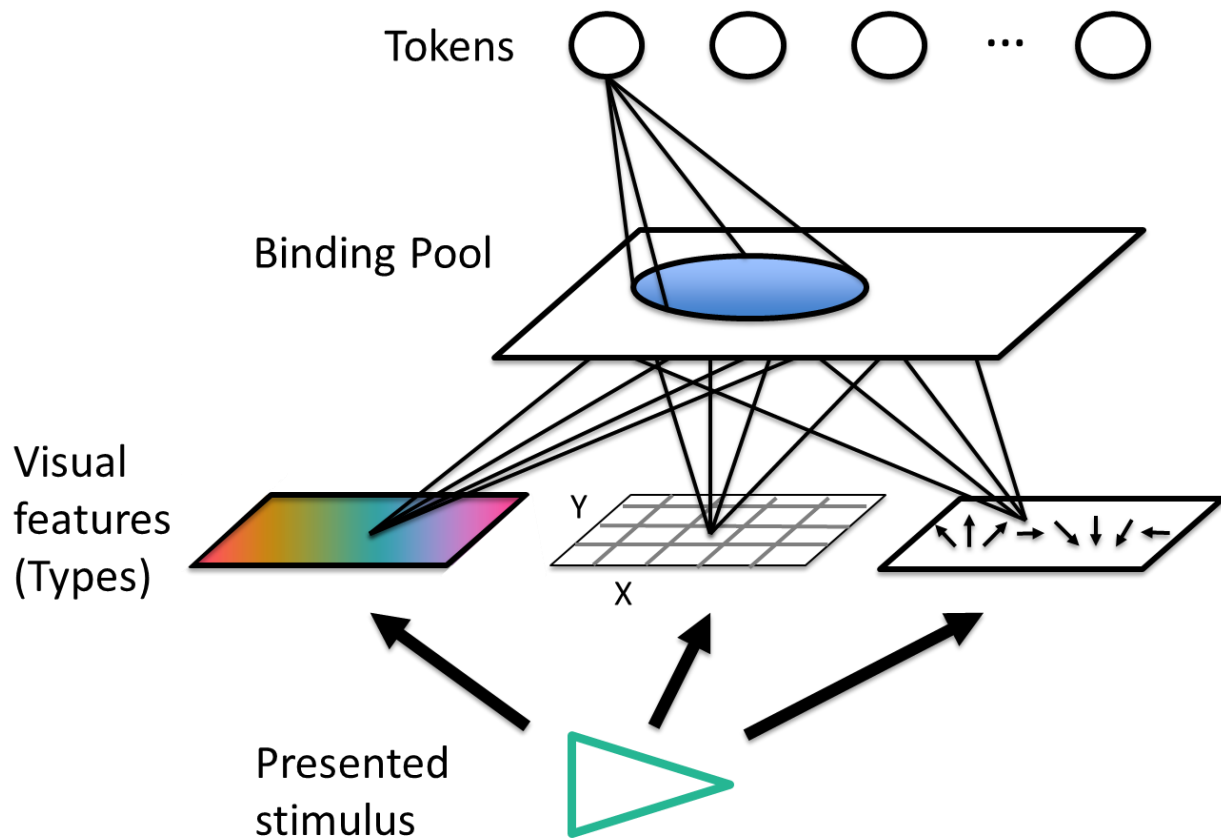 Tokens
...
Binding Pool
Visual
features
(Types)
Y
X
Presented
stimulus